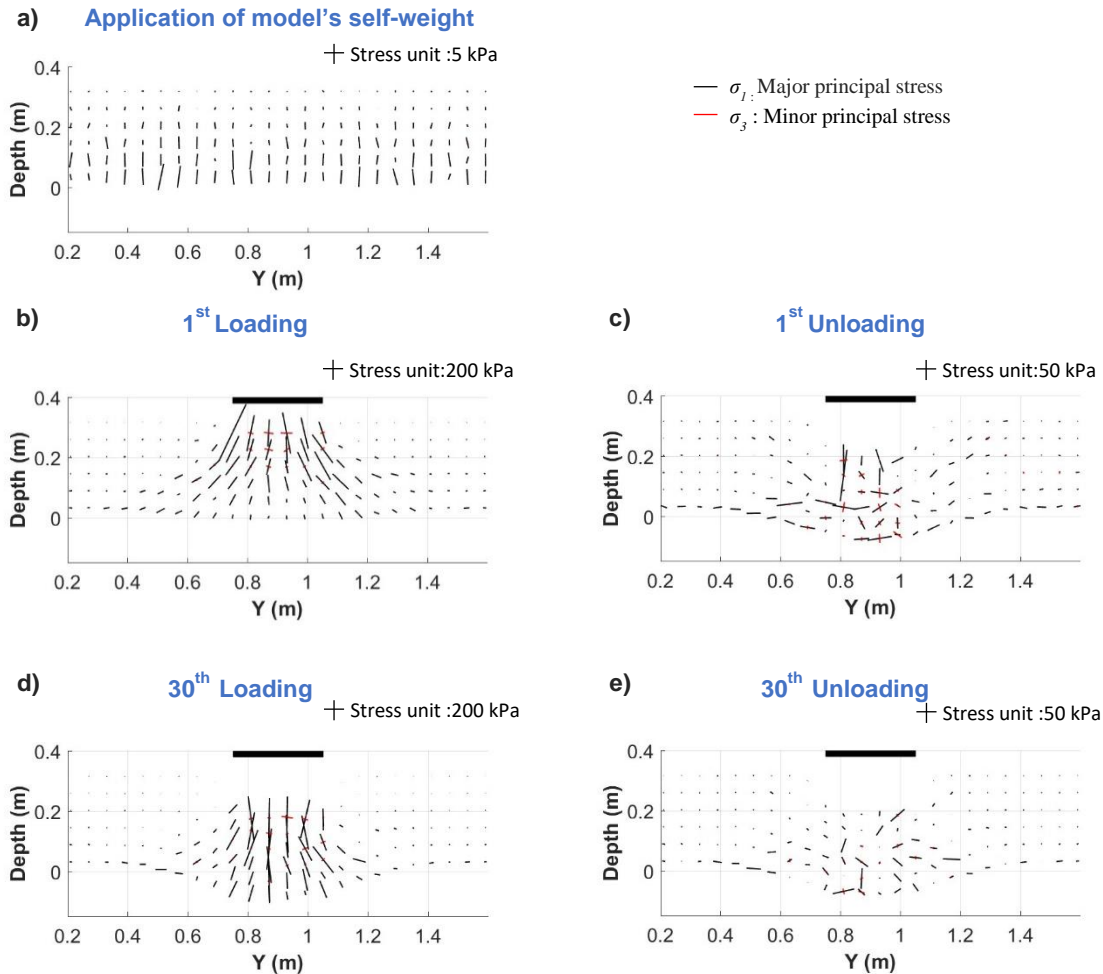 a)
Application of model's self-weight
Stress unit :5 kPa
0.4
0.2
0
Depth (m)
0.2 0.4 0.6 0.8 1 1.2 1.4
Y (m)
σ1 : Major principal stress
σ3 : Minor principal stress
b)
1st Loading
Stress unit:200 kPa
0.4
0.2
0
Depth (m)
0.2 0.4 0.6 0.8 1 1.2 1.4
Y (m)
c)
1st Unloading
Stress unit:50 kPa
0.4
0.2
0
Depth (m)
0.2 0.4 0.6 0.8 1 1.2 1.4
Y (m)
d)
30th Loading
Stress unit :200 kPa
0.4
0.2
0
Depth (m)
0.2 0.4 0.6 0.8 1 1.2 1.4
Y (m)
e)
30th Unloading
Stress unit :50 kPa
0.4
0.2
0
Depth (m)
0.2 0.4 0.6 0.8 1 1.2 1.4
Y (m)